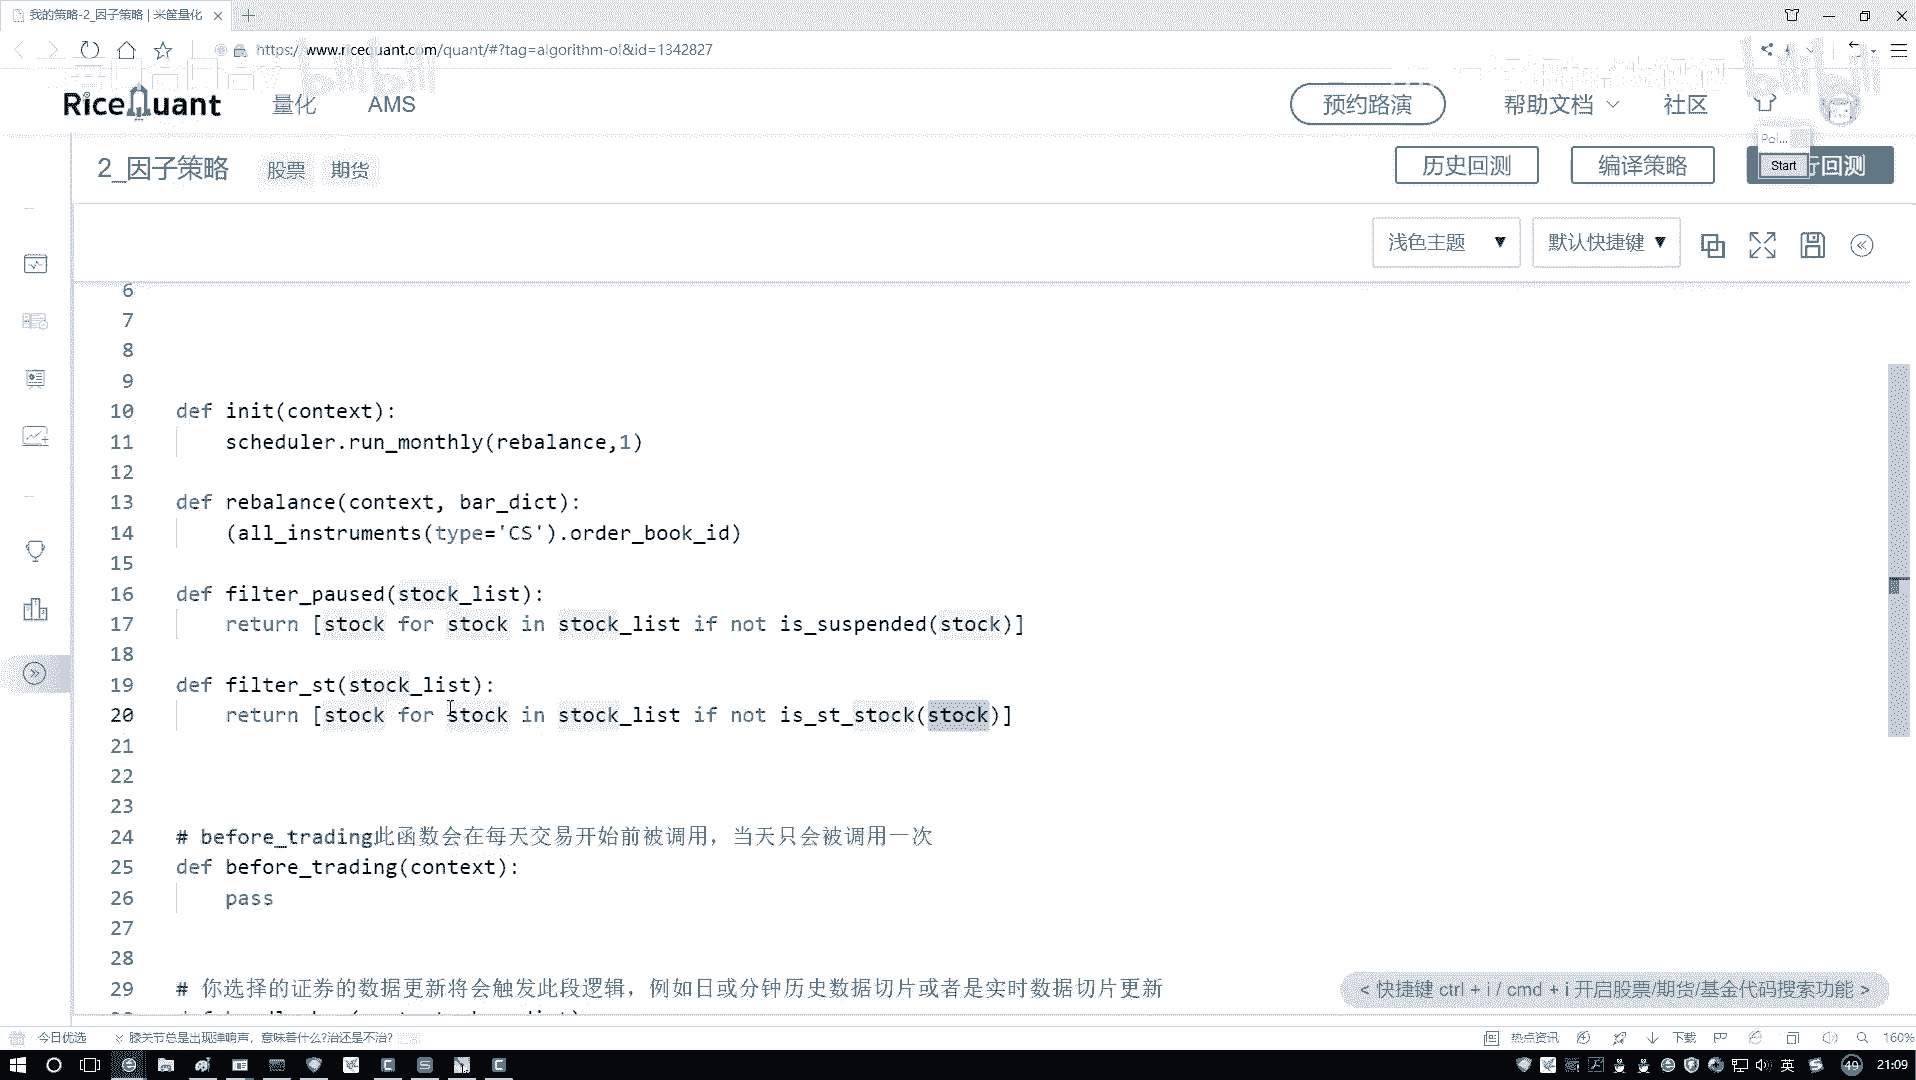 我的策略-2_因子策略 | 米筐量化
https://www.ricequant.com/quant/#?tag=algorithm-ol&id=1342827
bilibili
bilibili
RiceQuant 量化 AMS 预约路演 帮助文档 社区
Pol...
2_因子策略 股票 期货 历史回测 编译策略 Start 回测
浅色主题 默认快捷键
6
7
8
9
10 def init(context):
11 scheduler.run_monthly(rebalance,1)
12
13 def rebalance(context, bar_dict):
14 (all_instruments(type='CS').order_book_id)
15
16 def filter_paused(stock_list):
17 return [stock for stock in stock_list if not is_suspended(stock)]
18
19 def filter_st(stock_list):
20 return [stock for stock in stock_list if not is_st_stock(stock)]
21
22
23
24 # before_trading此函数会在每天交易开始前被调用，当天只会被调用一次
25 def before_trading(context):
26 pass
27
28
29 # 你选择的证券的数据更新将会触发此段逻辑，例如日或分钟历史数据切片或者是实时数据切片更新
< 快捷键 ctrl + i / cmd + i 开启股票/期货/基金代码搜索功能 >
今日优选 膝关节总是出现弹响声，意味着什么?治还是不治? 热点资讯 下载 160%
英 49 21:09